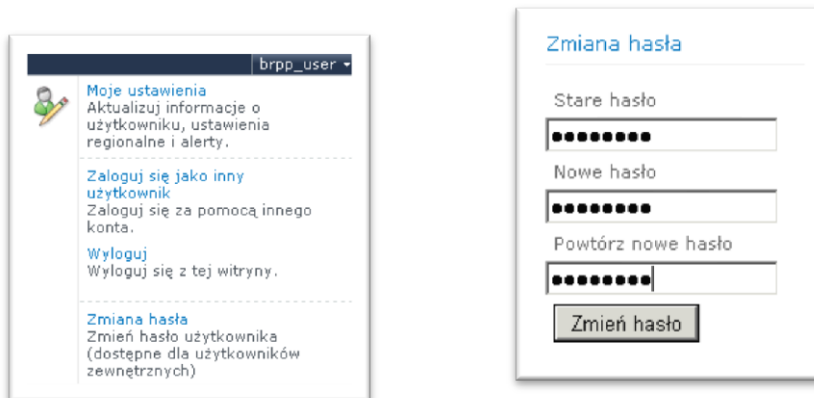 brpp_user
Moje ustawienia
Aktualizuj informacje o
użytkowniku, ustawienia
regionalne i alerty.
Zaloguj się jako inny
użytkownik
Zaloguj się za pomocą innego
konta.
Wyloguj
Wyloguj się z tej witryny.
Zmiana hasła
Zmień hasło użytkownika
(dostępne dla użytkowników
zewnętrznych)
Zmiana hasła
Stare hasło
●●●●●●●●
Nowe hasło
●●●●●●●●
Powtórz nowe hasło
●●●●●●●●
Zmień hasło